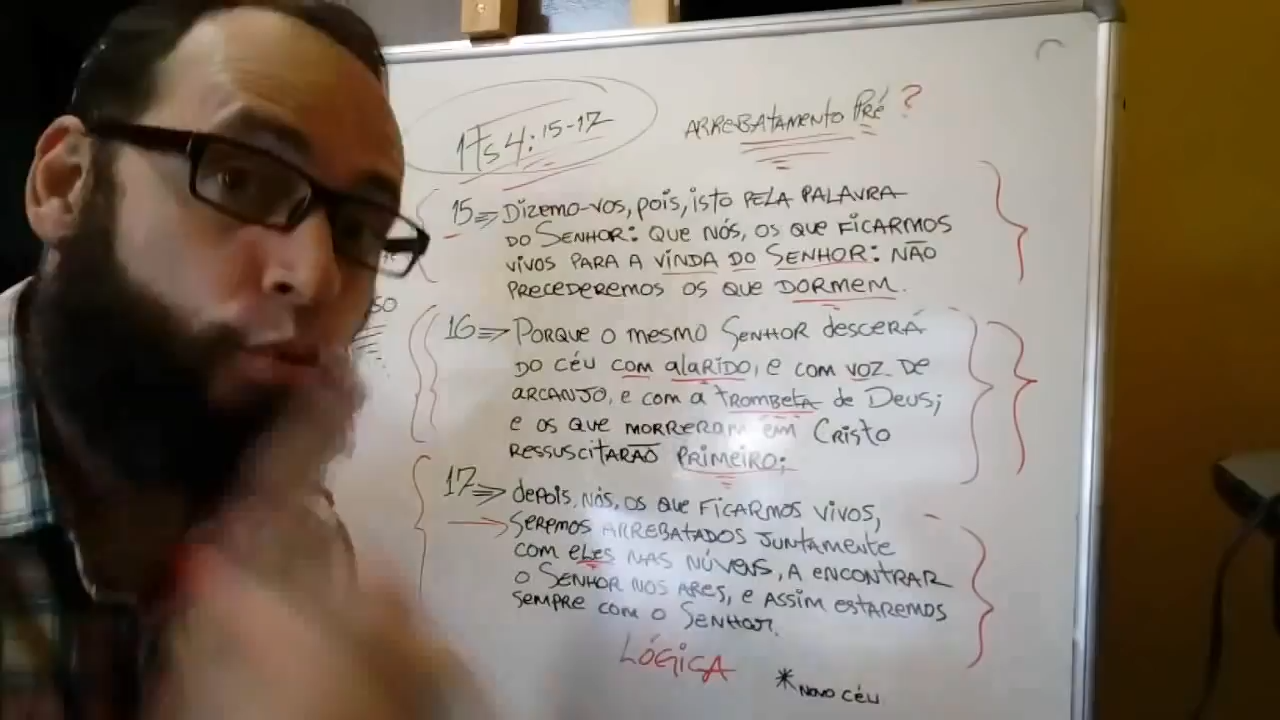 1Ts 4:15-17
ARREBATAMENTO PRÉ ?
15⇒ DIZEMO-VOS, POIS, ISTO PELA PALAVRA
DO SENHOR: QUE NÓS, OS QUE FICARMOS
VIVOS PARA A VINDA DO SENHOR: NÃO
PRECEDEREMOS OS QUE DORMEM.
16⇒ PORQUE O MESMO SENHOR DESCERÁ
DO CÉU COM ALARIDO, E COM VOZ DE
ARCANJO, E COM A TROMBETA DE DEUS;
E OS QUE MORRERAM EM CRISTO
RESSUSCITARÃO PRIMEIRO;
17⇒ DEPOIS, NÓS, OS QUE FICARMOS VIVOS,
SEREMOS ARREBATADOS JUNTAMENTE
COM ELES NAS NÚVENS, A ENCONTRAR
O SENHOR NOS ARES, E ASSIM ESTAREMOS
SEMPRE COM O SENHOR.
LÓGICA
* NOVO CÉU